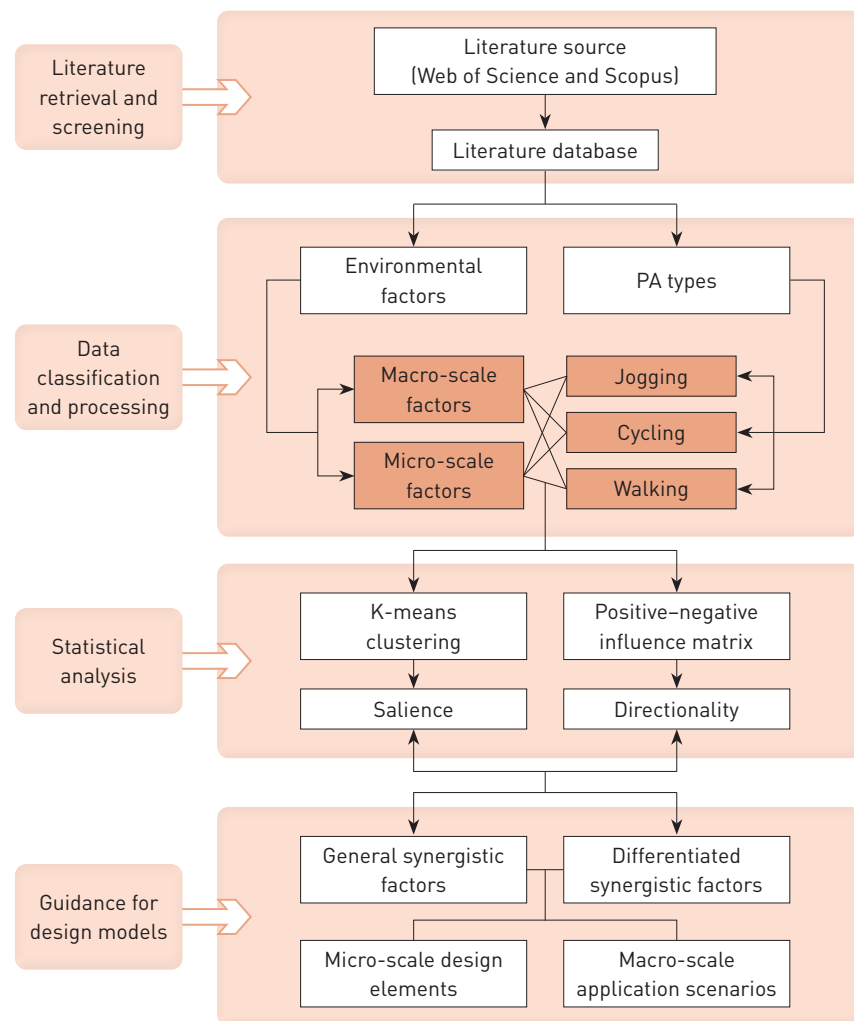 Literature
retrieval and
screening
Literature source
(Web of Science and Scopus)
Literature database
Data
classification
and processing
Environmental
factors
PA types
Macro-scale
factors
Micro-scale
factors
Jogging
Cycling
Walking
Statistical
analysis
K-means
clustering
Positive–negative
influence matrix
Salience
Directionality
Guidance for
design models
General synergistic
factors
Differentiated
synergistic factors
Micro-scale design
elements
Macro-scale
application scenarios